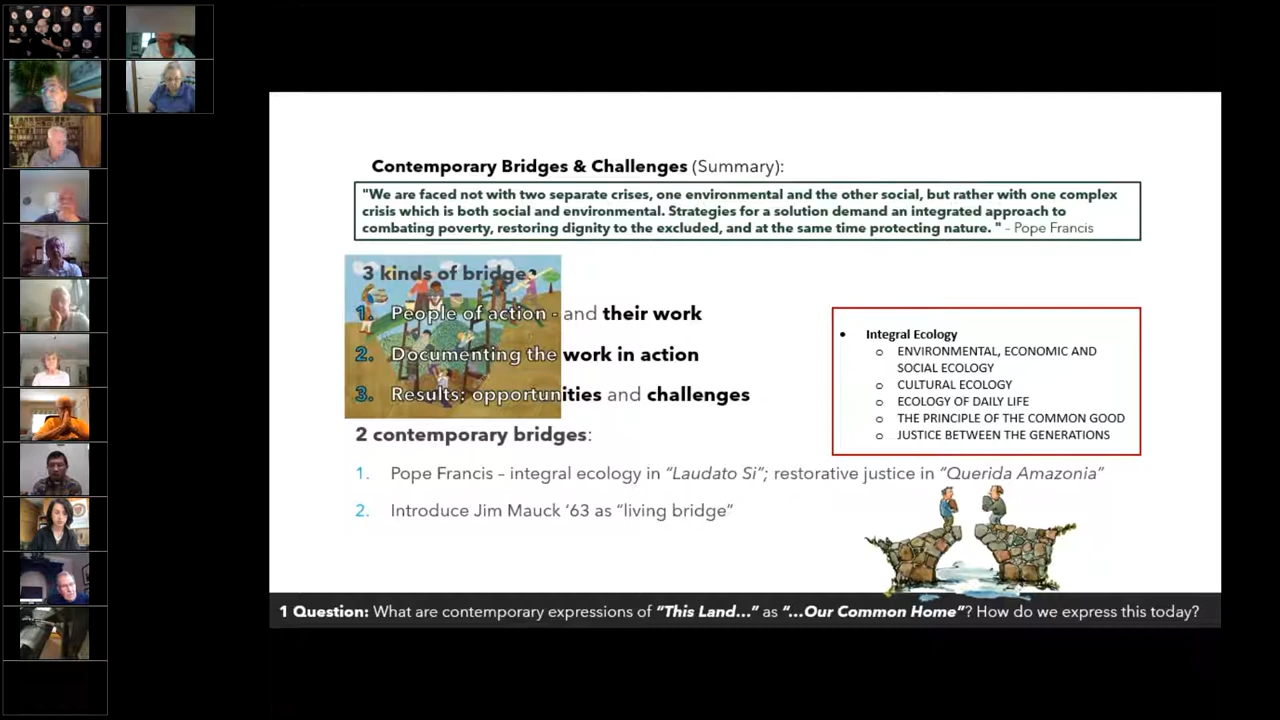 Contemporary Bridges & Challenges (Summary):
"We are faced not with two separate crises, one environmental and the other social, but rather with one complex
crisis which is both social and environmental. Strategies for a solution demand an integrated approach to
combating poverty, restoring dignity to the excluded, and at the same time protecting nature. " – Pope Francis
3 kinds of bridges
1. People of action - and their work
2. Documenting the work in action
3. Results: opportunities and challenges
• Integral Ecology
o ENVIRONMENTAL, ECONOMIC AND
SOCIAL ECOLOGY
o CULTURAL ECOLOGY
o ECOLOGY OF DAILY LIFE
o THE PRINCIPLE OF THE COMMON GOOD
o JUSTICE BETWEEN THE GENERATIONS
2 contemporary bridges:
1. Pope Francis – integral ecology in “Laudato Si”; restorative justice in “Querida Amazonia”
2. Introduce Jim Mauck ‘63 as “living bridge”
1 Question: What are contemporary expressions of “This Land…” as “…Our Common Home”? How do we express this today?